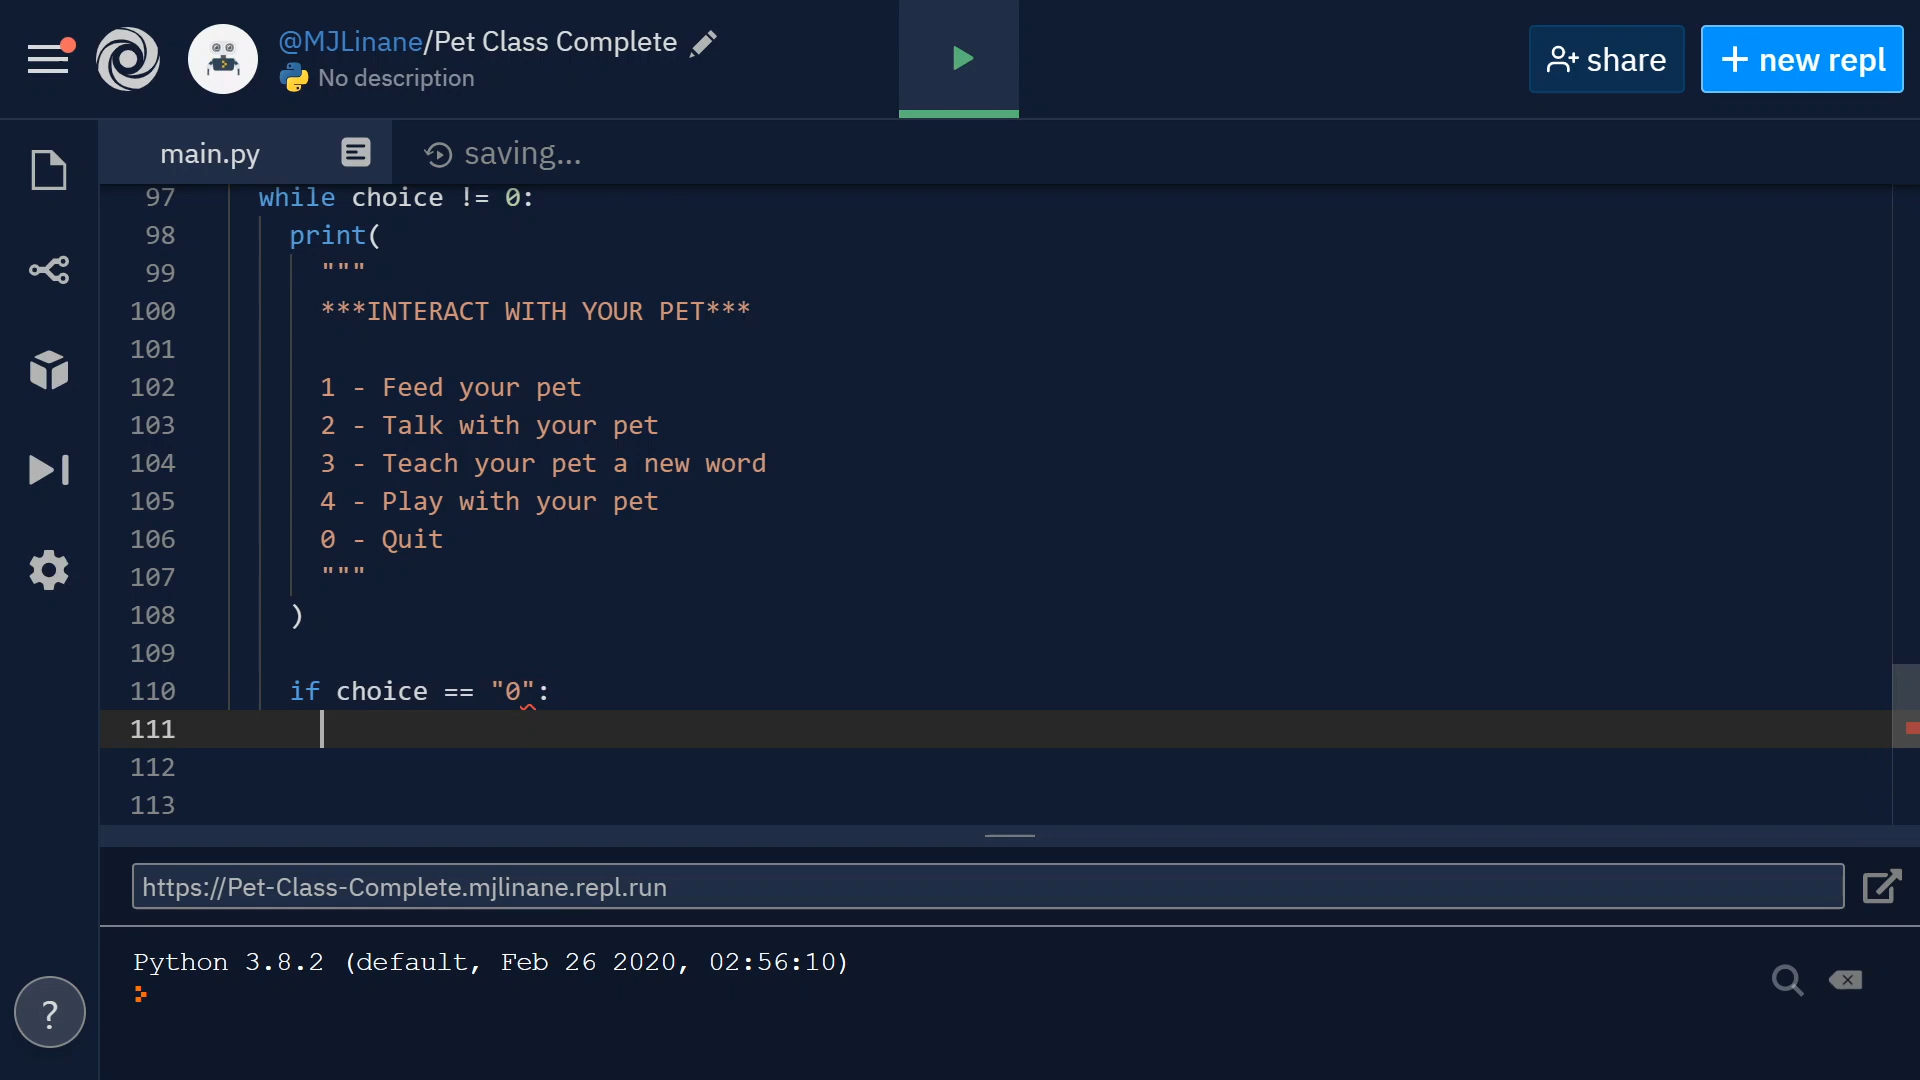 @MJLinane/Pet Class Complete
No description
share
+ new repl
main.py
saving...
97 while choice != 0:
98 print(
99 """
100 ***INTERACT WITH YOUR PET***
101
102 1 - Feed your pet
103 2 - Talk with your pet
104 3 - Teach your pet a new word
105 4 - Play with your pet
106 0 - Quit
107 """
108 )
109
110 if choice == "0":
111
112
113
https://Pet-Class-Complete.mjlinane.repl.run
Python 3.8.2 (default, Feb 26 2020, 02:56:10)
?